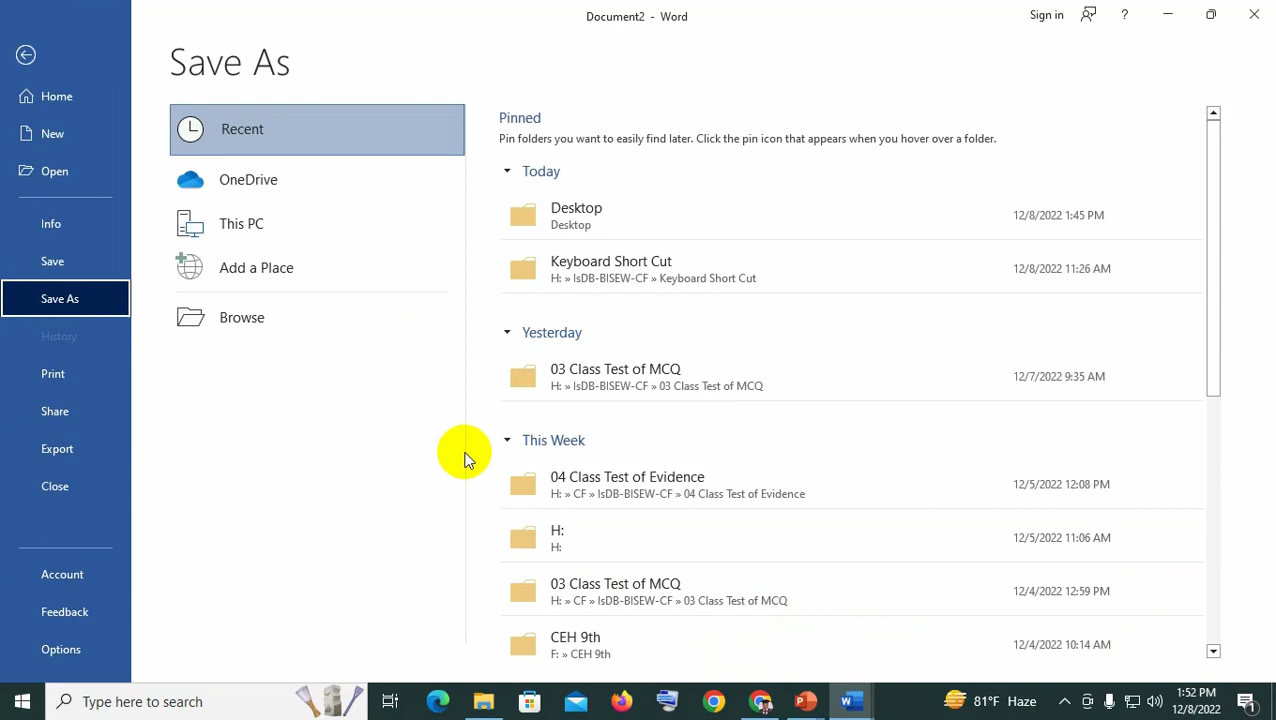 Document2 - Word
Sign in
?
Save As
Home
New
Open
Info
Save
Save As
History
Print
Share
Export
Close
Account
Feedback
Options
Recent
OneDrive
This PC
Add a Place
Browse
Pinned
Pin folders you want to easily find later. Click the pin icon that appears when you hover over a folder.
Today
Desktop
Desktop
12/8/2022 1:45 PM
Keyboard Short Cut
H: » IsDB-BISEW-CF » Keyboard Short Cut
12/8/2022 11:26 AM
Yesterday
03 Class Test of MCQ
H: » IsDB-BISEW-CF » 03 Class Test of MCQ
12/7/2022 9:35 AM
This Week
04 Class Test of Evidence
H: » CF » IsDB-BISEW-CF » 04 Class Test of Evidence
12/5/2022 12:08 PM
H:
H:
12/5/2022 11:06 AM
03 Class Test of MCQ
H: » CF » IsDB-BISEW-CF » 03 Class Test of MCQ
12/4/2022 12:59 PM
CEH 9th
F: » CEH 9th
12/4/2022 10:14 AM
Type here to search
81°F Haze
1:52 PM
12/8/2022
1